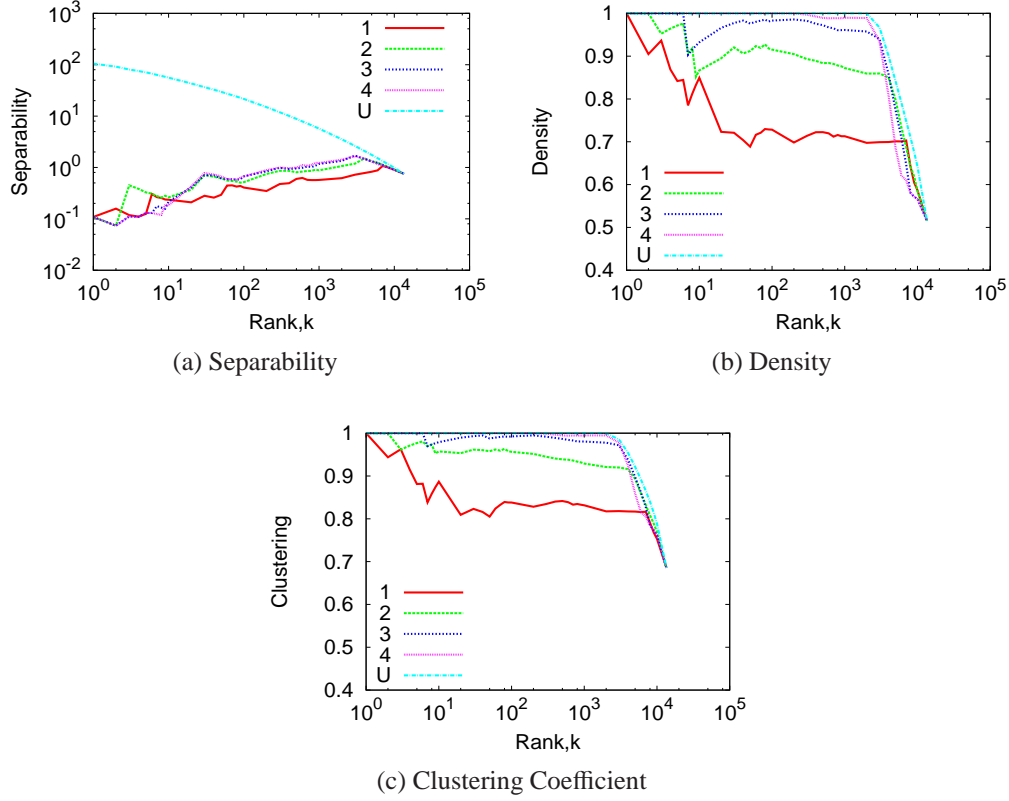 10^3
10^2
10^1
10^0
10^-1
10^-2
Separability
1
2
3
4
U
10^0 10^1 10^2 10^3 10^4 10^5
Rank,k
(a) Separability
1
0.9
0.8
0.7
0.6
0.5
0.4
Density
1
2
3
4
U
10^0 10^1 10^2 10^3 10^4 10^5
Rank,k
(b) Density
1
0.9
0.8
0.7
0.6
0.5
0.4
Clustering
1
2
3
4
U
10^0 10^1 10^2 10^3 10^4 10^5
Rank,k
(c) Clustering Coefficient